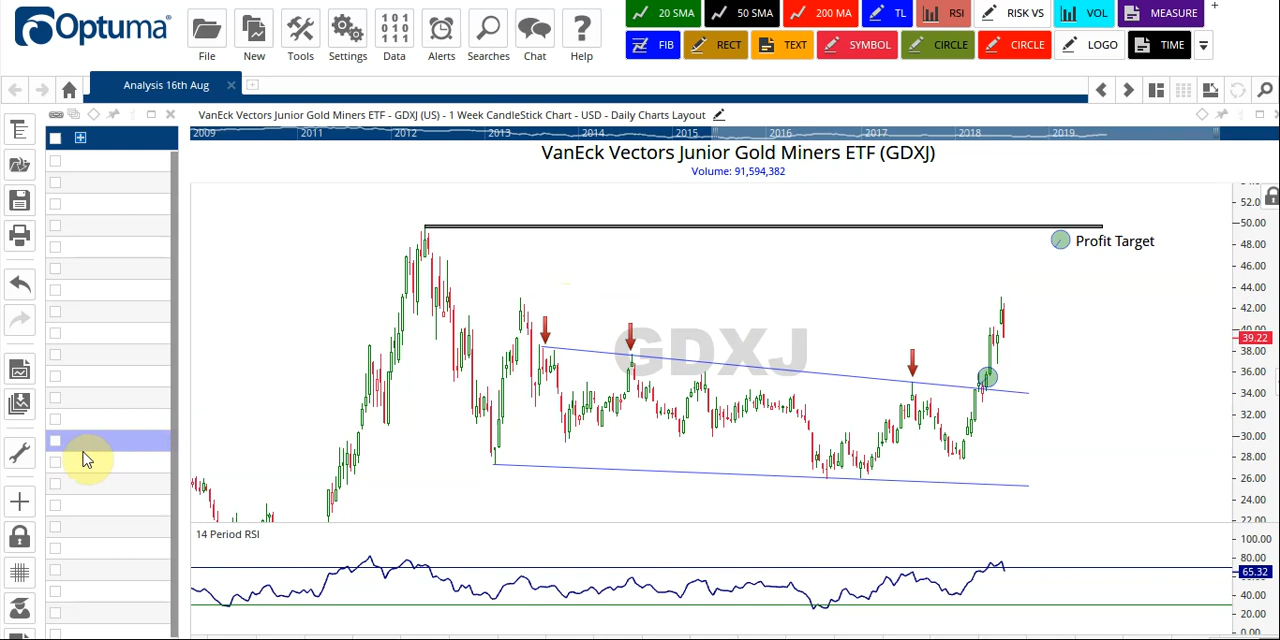 Optuma®
File
New
Tools
Settings
Data
Alerts
Searches
Chat
Help
20 SMA
50 SMA
200 MA
TL
RSI
RISK VS
VOL
MEASURE
FIB
RECT
TEXT
SYMBOL
CIRCLE
CIRCLE
LOGO
TIME
Analysis 16th Aug
VanEck Vectors Junior Gold Miners ETF - GDXJ (US) - 1 Week CandleStick Chart - USD - Daily Charts Layout
2009
2011
2012
2013
2014
2015
2016
2017
2018
2019
VanEck Vectors Junior Gold Miners ETF (GDXJ)
Volume: 91,594,382
GDXJ
Profit Target
52.0
50.00
48.00
46.00
44.00
42.00
40.00
39.22
38.00
36.00
34.00
32.00
30.00
28.00
26.00
24.00
22.00
14 Period RSI
100.00
80.00
65.32
40.00
20.00
0.00